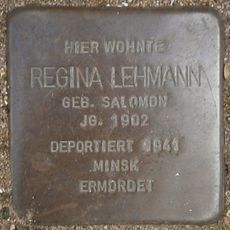 HIER WOHNTE
REGINA LEHMANN
GEB. SALOMON
JG. 1902
DEPORTIERT 1941
MINSK
ERMORDET